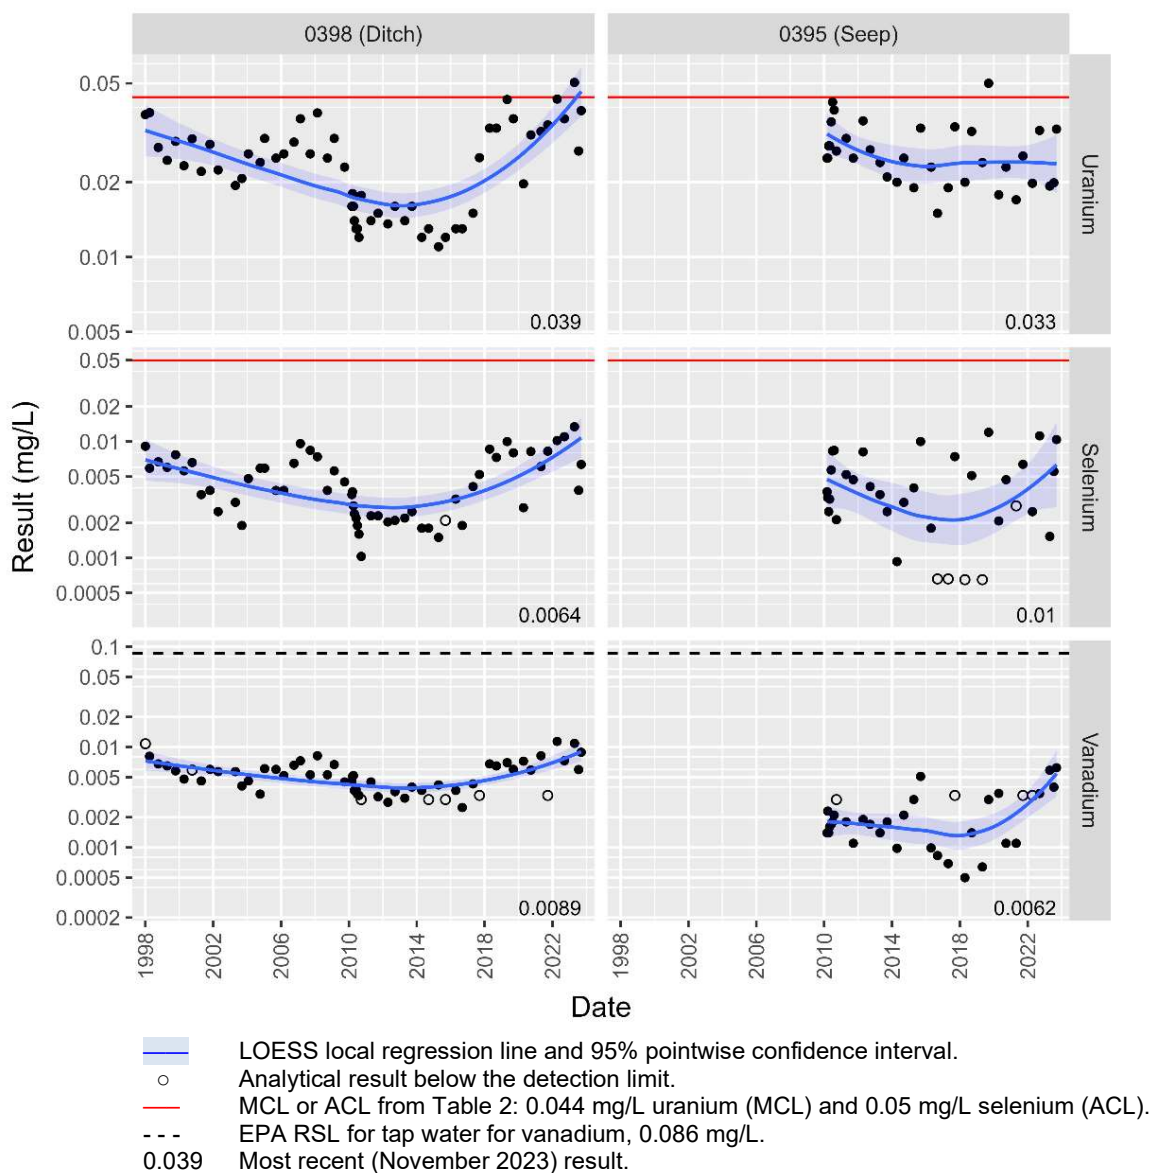 0398 (Ditch)
0395 (Seep)
0.05
0.02
0.01
0.005
0.039
0.033
Uranium
0.05
0.02
0.01
0.005
0.002
0.001
0.0005
0.0064
0.01
Selenium
0.1
0.05
0.02
0.01
0.005
0.002
0.001
0.0005
0.0002
0.0089
0.0062
Vanadium
Result (mg/L)
1998 2002 2006 2010 2014 2018 2022
1998 2002 2006 2010 2014 2018 2022
Date
LOESS local regression line and 95% pointwise confidence interval.
Analytical result below the detection limit.
MCL or ACL from Table 2: 0.044 mg/L uranium (MCL) and 0.05 mg/L selenium (ACL).
EPA RSL for tap water for vanadium, 0.086 mg/L.
0.039 Most recent (November 2023) result.